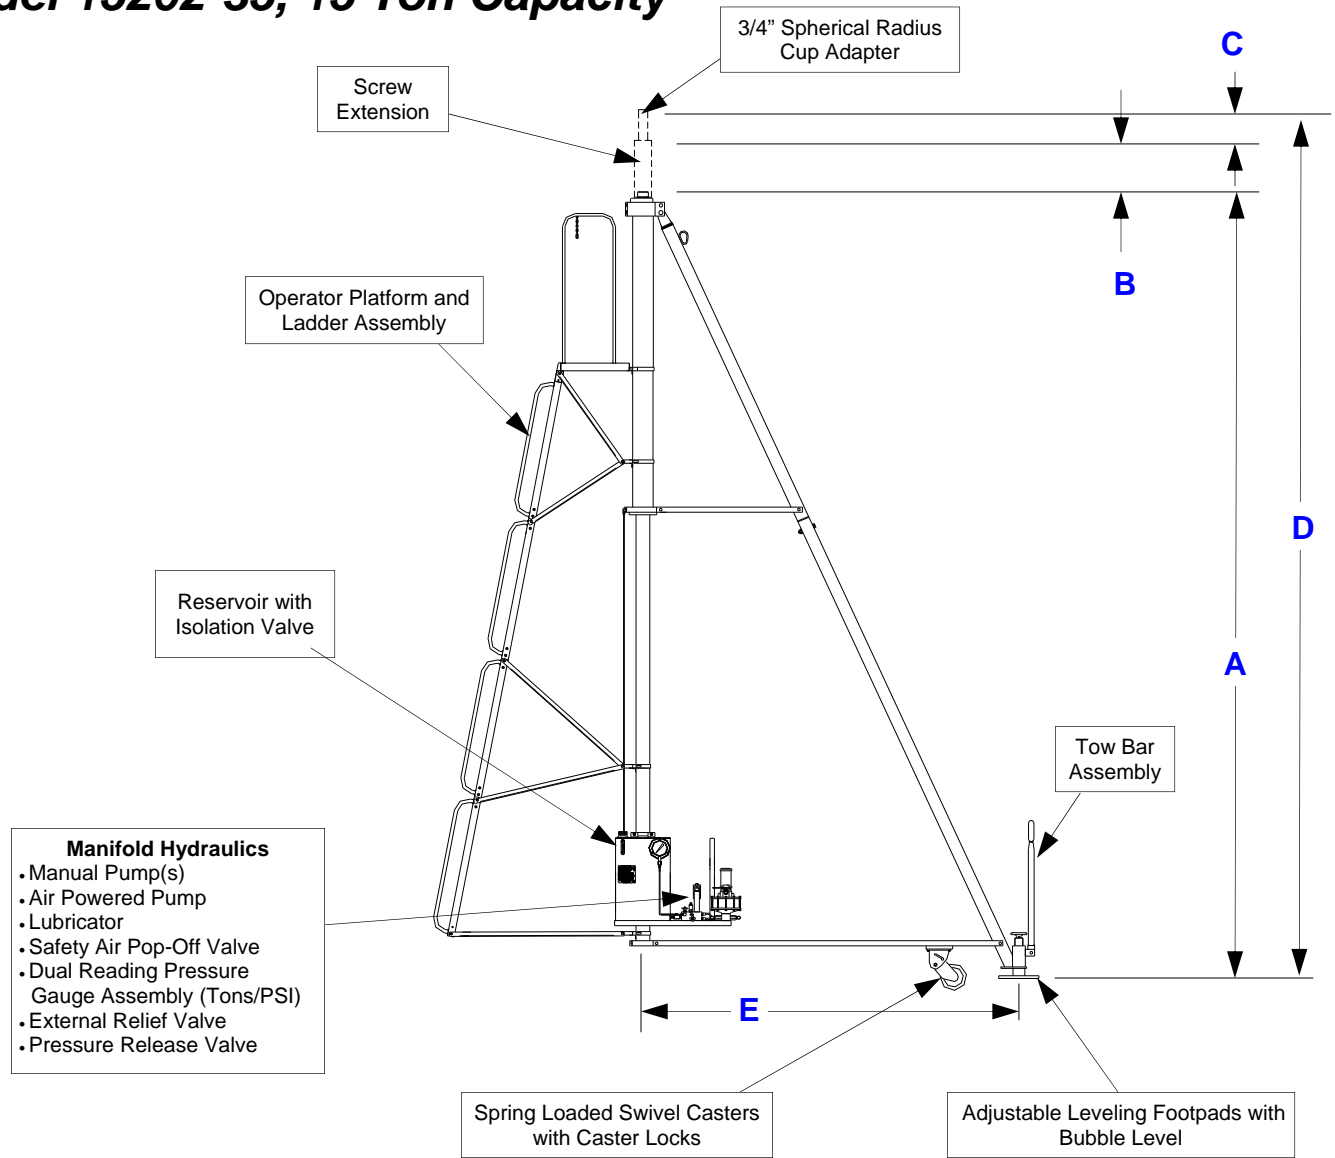 15 Ton Capacity
3/4” Spherical Radius
Cup Adapter
C
Screw
Extension
B
Operator Platform and
Ladder Assembly
D
Reservoir with
Isolation Valve
A
Tow Bar
Assembly
Manifold Hydraulics
• Manual Pump(s)
• Air Powered Pump
• Lubricator
• Safety Air Pop-Off Valve
• Dual Reading Pressure
Gauge Assembly (Tons/PSI)
• External Relief Valve
• Pressure Release Valve
E
Spring Loaded Swivel Casters
with Caster Locks
Adjustable Leveling Footpads with
Bubble Level